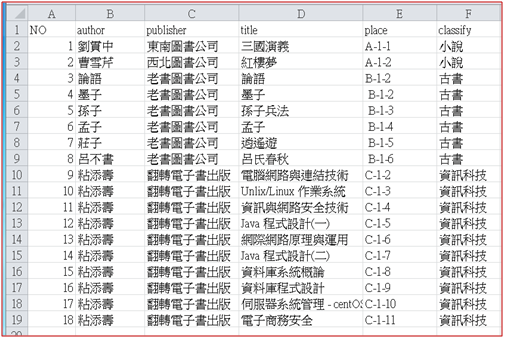 A B C D E F
1 NO author publisher title place classify
2 1 劉貫中 東南圖書公司 三國演義 A-1-1 小說
3 2 曹雪芹 西北圖書公司 紅樓夢 A-1-2 小說
4 3 論語 老書圖書公司 論語 B-1-2 古書
5 4 墨子 老書圖書公司 墨子 B-1-2 古書
6 5 孫子 老書圖書公司 孫子兵法 B-1-3 古書
7 6 孟子 老書圖書公司 孟子 B-1-4 古書
8 7 莊子 老書圖書公司 逍遙遊 B-1-5 古書
9 8 呂不書 老書圖書公司 呂氏春秋 B-1-6 古書
10 9 粘添壽 翻轉電子書出版 電腦網路與連結技術 C-1-2 資訊科技
11 10 粘添壽 翻轉電子書出版 Unlix/Linux 作業系統 C-1-3 資訊科技
12 11 粘添壽 翻轉電子書出版 資訊與網路安全技術 C-1-4 資訊科技
13 12 粘添壽 翻轉電子書出版 Java 程式設計(一) C-1-5 資訊科技
14 13 粘添壽 翻轉電子書出版 網際網路原理與運用 C-1-6 資訊科技
15 14 粘添壽 翻轉電子書出版 Java 程式設計(二) C-1-7 資訊科技
16 15 粘添壽 翻轉電子書出版 資料庫系統概論 C-1-8 資訊科技
17 16 粘添壽 翻轉電子書出版 資料庫程式設計 C-1-9 資訊科技
18 17 粘添壽 翻轉電子書出版 伺服器系統管理 - centOS C-1-10 資訊科技
19 18 粘添壽 翻轉電子書出版 電子商務安全 C-1-11 資訊科技